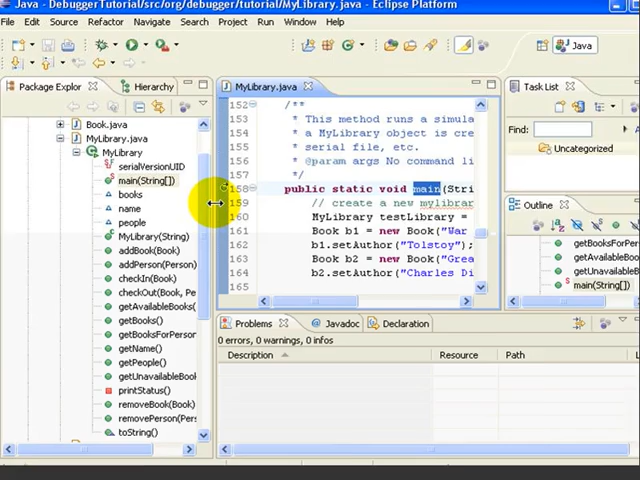 Java - DebuggerTutorial/src/org/debugger/tutorial/MyLibrary.java - Eclipse Platform
File Edit Source Refactor Navigate Search Project Run Window Help
Java
Package Explor
Hierarchy
Book.java
MyLibrary.java
MyLibrary
serialVersionUID
main(String[])
books
name
people
MyLibrary(String)
addBook(Book)
addPerson(Person)
checkIn(Book)
checkOut(Book, Pe
getAvailableBooks(
getBooks()
getBooksForPerson
getName()
getPeople()
getUnavailableBook
printStatus()
removeBook(Book)
removePerson(Pers
toString()
MyLibrary.java
152 /**
153 * This method runs a simula
154 * a MyLibrary object is cre
155 * serial file, etc.
156 * @param args No command li
157 */
158 public static void main(Stri
159 // create a new mylibrar
160 MyLibrary testLibrary =
161 Book b1 = new Book("War
162 b1.setAuthor("Tolstoy");
163 Book b2 = new Book("Grea
164 b2.setAuthor("Charles Di
165
Task List
Find:
Uncategorized
Outline
getBooksForPerso
getAvailableBooks
getUnavailableBoo
main(String[])
Problems
Javadoc
Declaration
0 errors, 0 warnings, 0 infos
Description
Resource
Path
L